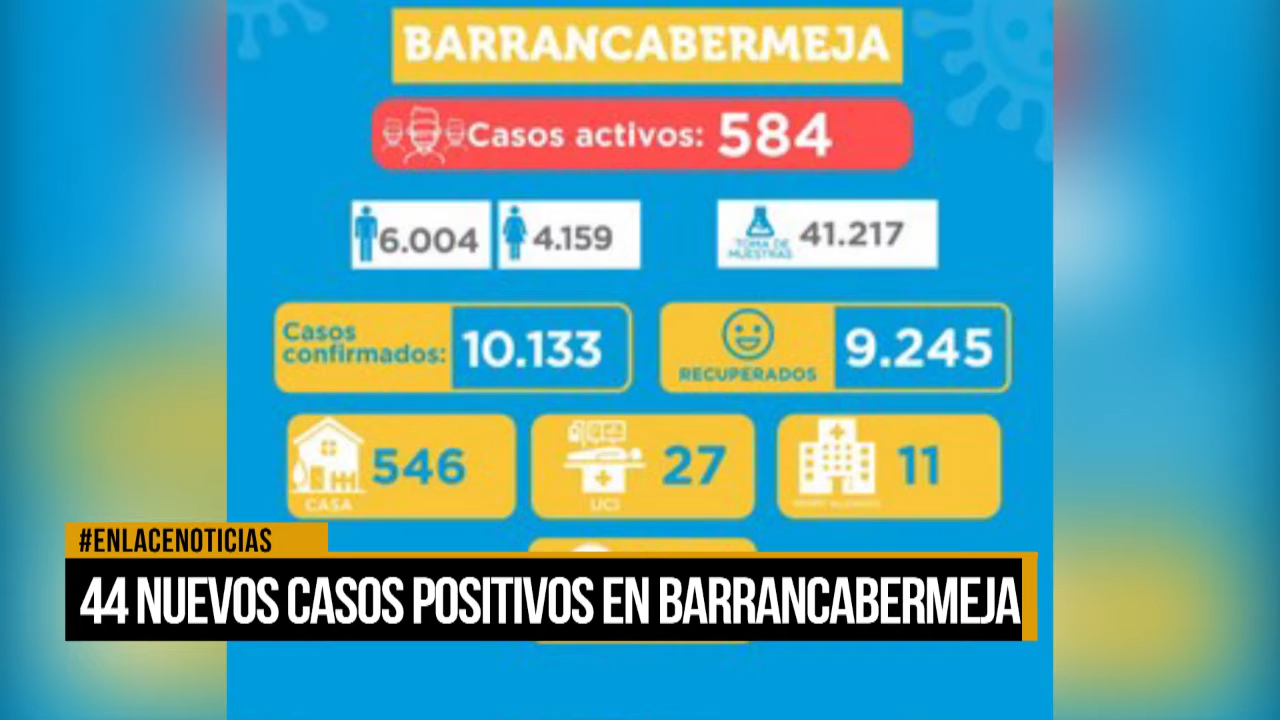 BARRANCABERMEJA
Casos activos: 584
6.004
4.159
TOMA DE
MUESTRAS
41.217
Casos
confirmados:
10.133
RECUPERADOS
9.245
546
CASA
27
UCI
11
#ENLACENOTICIAS
44 NUEVOS CASOS POSITIVOS EN BARRANCABERMEJA